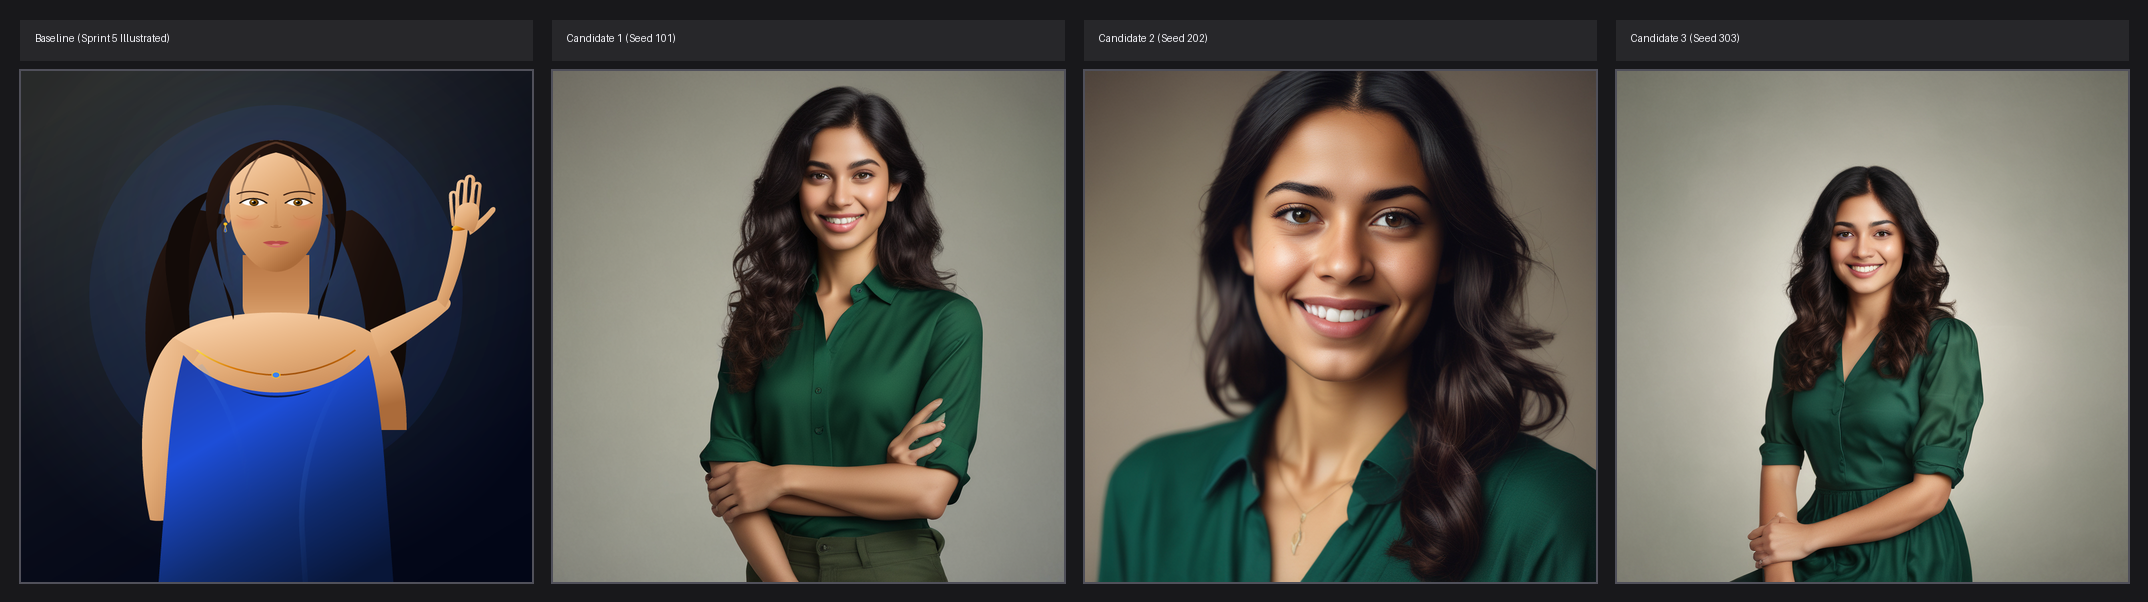 Baseline (Sprint 5 Illustrated)
Candidate 1 (Seed 101)
Candidate 2 (Seed 202)
Candidate 3 (Seed 303)